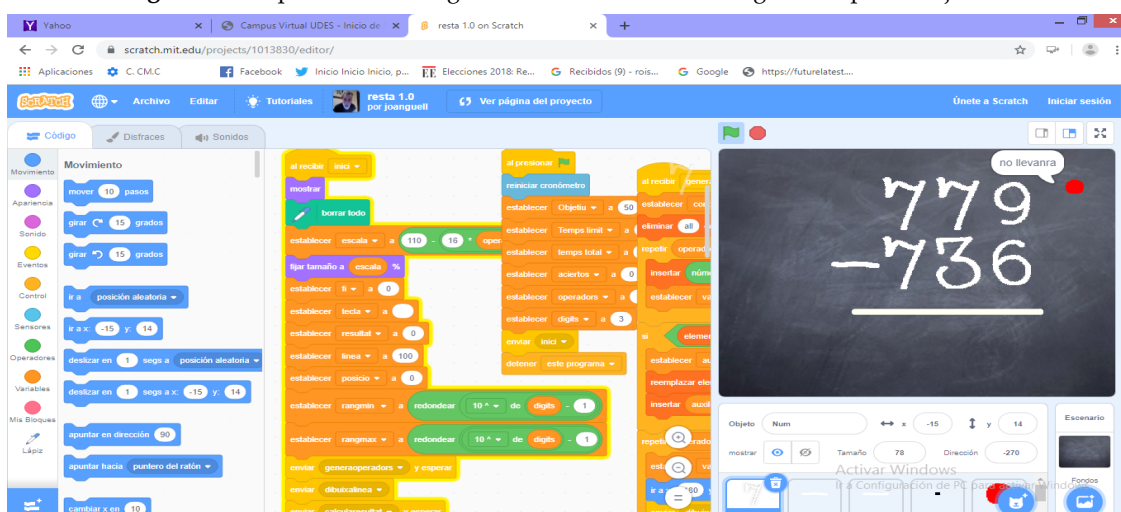 Yahoo
Campus Virtual UDES - Inicio de
resta 1.0 on Scratch
scratch.mit.edu/projects/1013830/editor/
Aplicaciones C. CM.C Facebook Inicio Inicio Inicio, p... Elecciones 2018: Re... Recibidos (9) - rois... Google https://futurelatest....
SCRATCH Archivo Editar Tutoriales resta 1.0 por joanguell Ver página del proyecto Únete a Scratch Iniciar sesión
Código Disfraces Sonidos
Movimiento
Apariencia
Sonido
Eventos
Control
Sensores
Operadores
Variables
Mis Bloques
Lápiz
Movimiento
mover 10 pasos
girar 15 grados
girar 15 grados
ir a posición aleatoria
ir a x: -15 y: 14
deslizar en 1 segs a posición aleatoria
deslizar en 1 segs a x: -15 y: 14
apuntar en dirección 90
apuntar hacia puntero del ratón
cambiar x en 10
al recibir inici
mostrar
borrar todo
establecer escala a 110 - 16 *
fijar tamaño a escala %
establecer fi a 0
establecer tecla a
establecer resultat a 0
establecer linea a 100
establecer posicio a 0
establecer rangmin a redondear 10 ^ de digits - 1
establecer rangmax a redondear 10 ^ de digits - 1
enviar generaoperadors y esperar
enviar dibuixalinea
al presionar
reiniciar cronómetro
establecer Objetiu a 50
establecer Temps limit a
establecer temps total a
establecer aciertos a 0
establecer operadors a
establecer digits a 3
enviar inici
detener este programa
al recibir
establecer
eliminar all
repetir
insertar
establecer
si
establecer
reemplazar
insertar
no llevanra
779
-736
Objeto Num x -15 y 14
mostrar Tamaño 78 Dirección -270
Escenario
Fondos
Activar Windows
Ir a Configuración de PC para